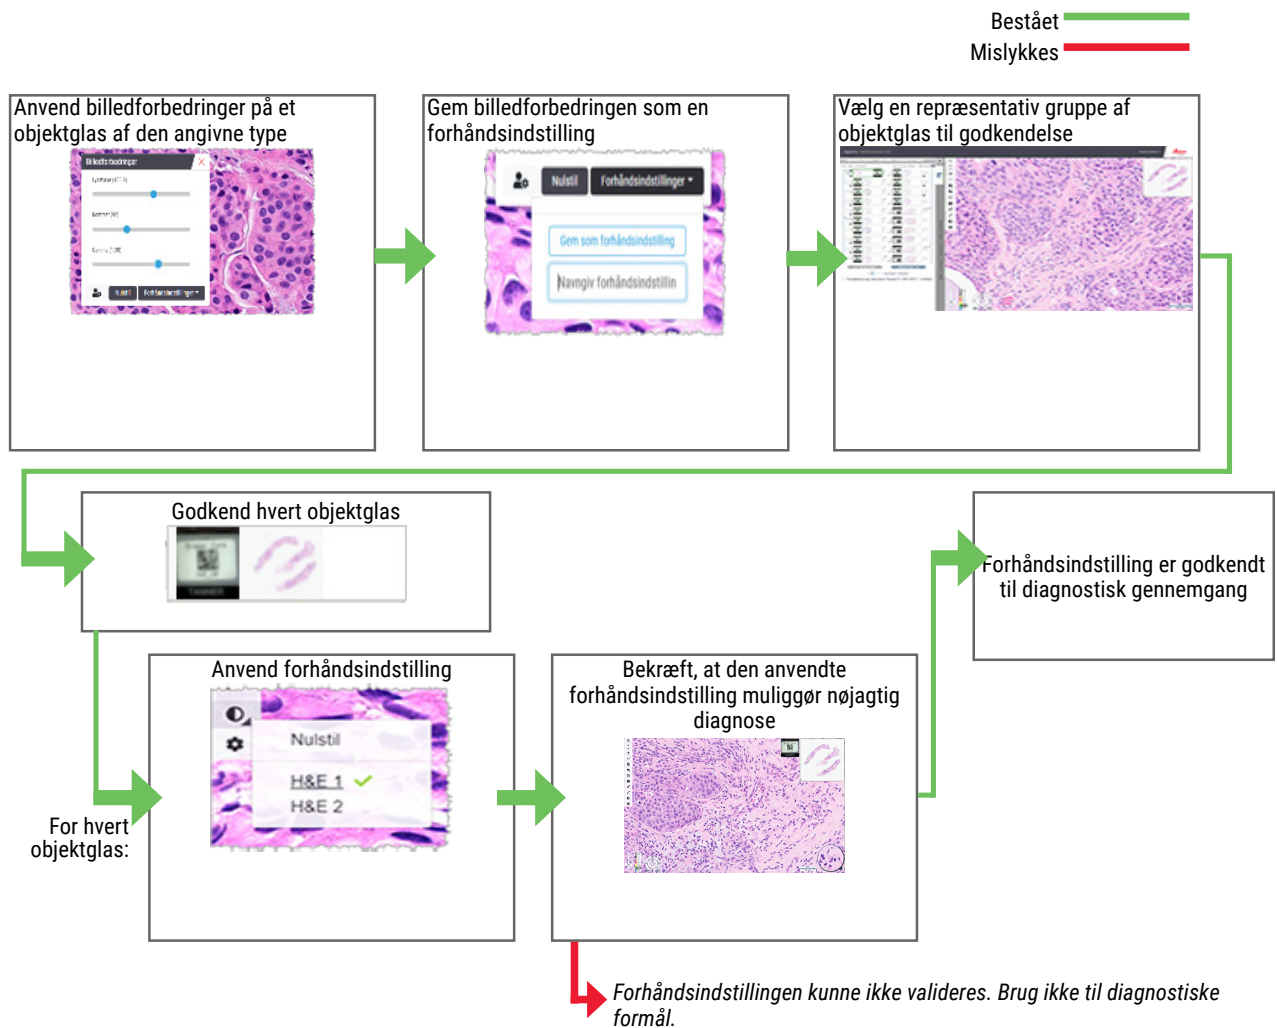 Bestået
Mislykkes
Anvend billedforbedringer på et
objektglas af den angivne type
Billedforbedringer
Nulstil
Forhåndsindstillinger
Gem billedforbedringen som en
forhåndsindstilling
Nulstil
Forhåndsindstillinger
Gem som forhåndsindstilling
Navngiv forhåndsindstillin
Vælg en repræsentativ gruppe af
objektglas til godkendelse
Godkend hvert objektglas
For hvert
objektglas:
Anvend forhåndsindstilling
Nulstil
H&E 1
H&E 2
Bekræft, at den anvendte
forhåndsindstilling muliggør nøjagtig
diagnose
Forhåndsindstilling er godkendt
til diagnostisk gennemgang
Forhåndsindstillingen kunne ikke valideres. Brug ikke til diagnostiske
formål.